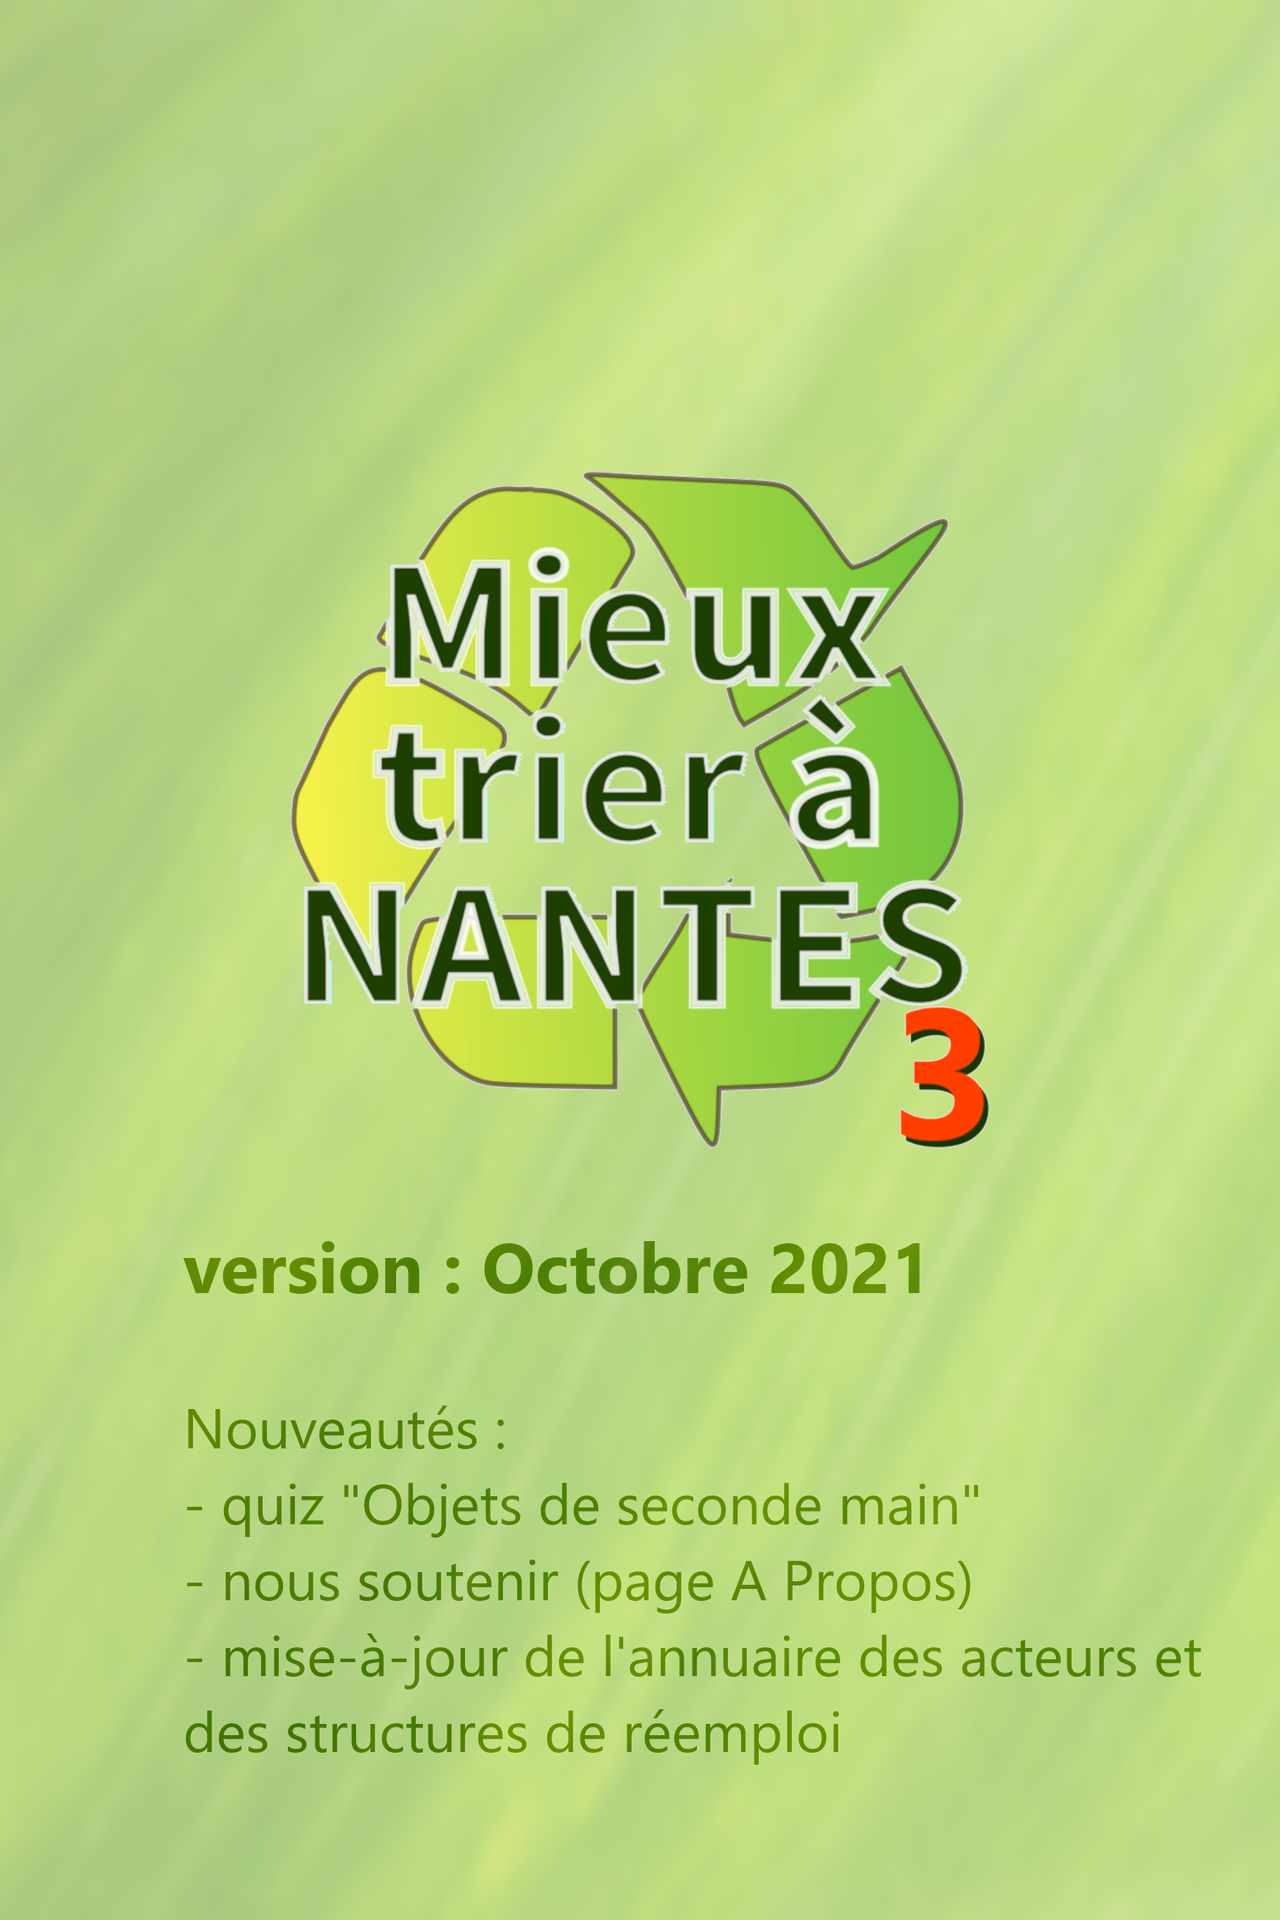 Mieux
trier à
NANTES
3
version : Octobre 2021
Nouveautés :
- quiz "Objets de seconde main"
- nous soutenir (page A Propos)
- mise-à-jour de l'annuaire des acteurs et
des structures de réemploi